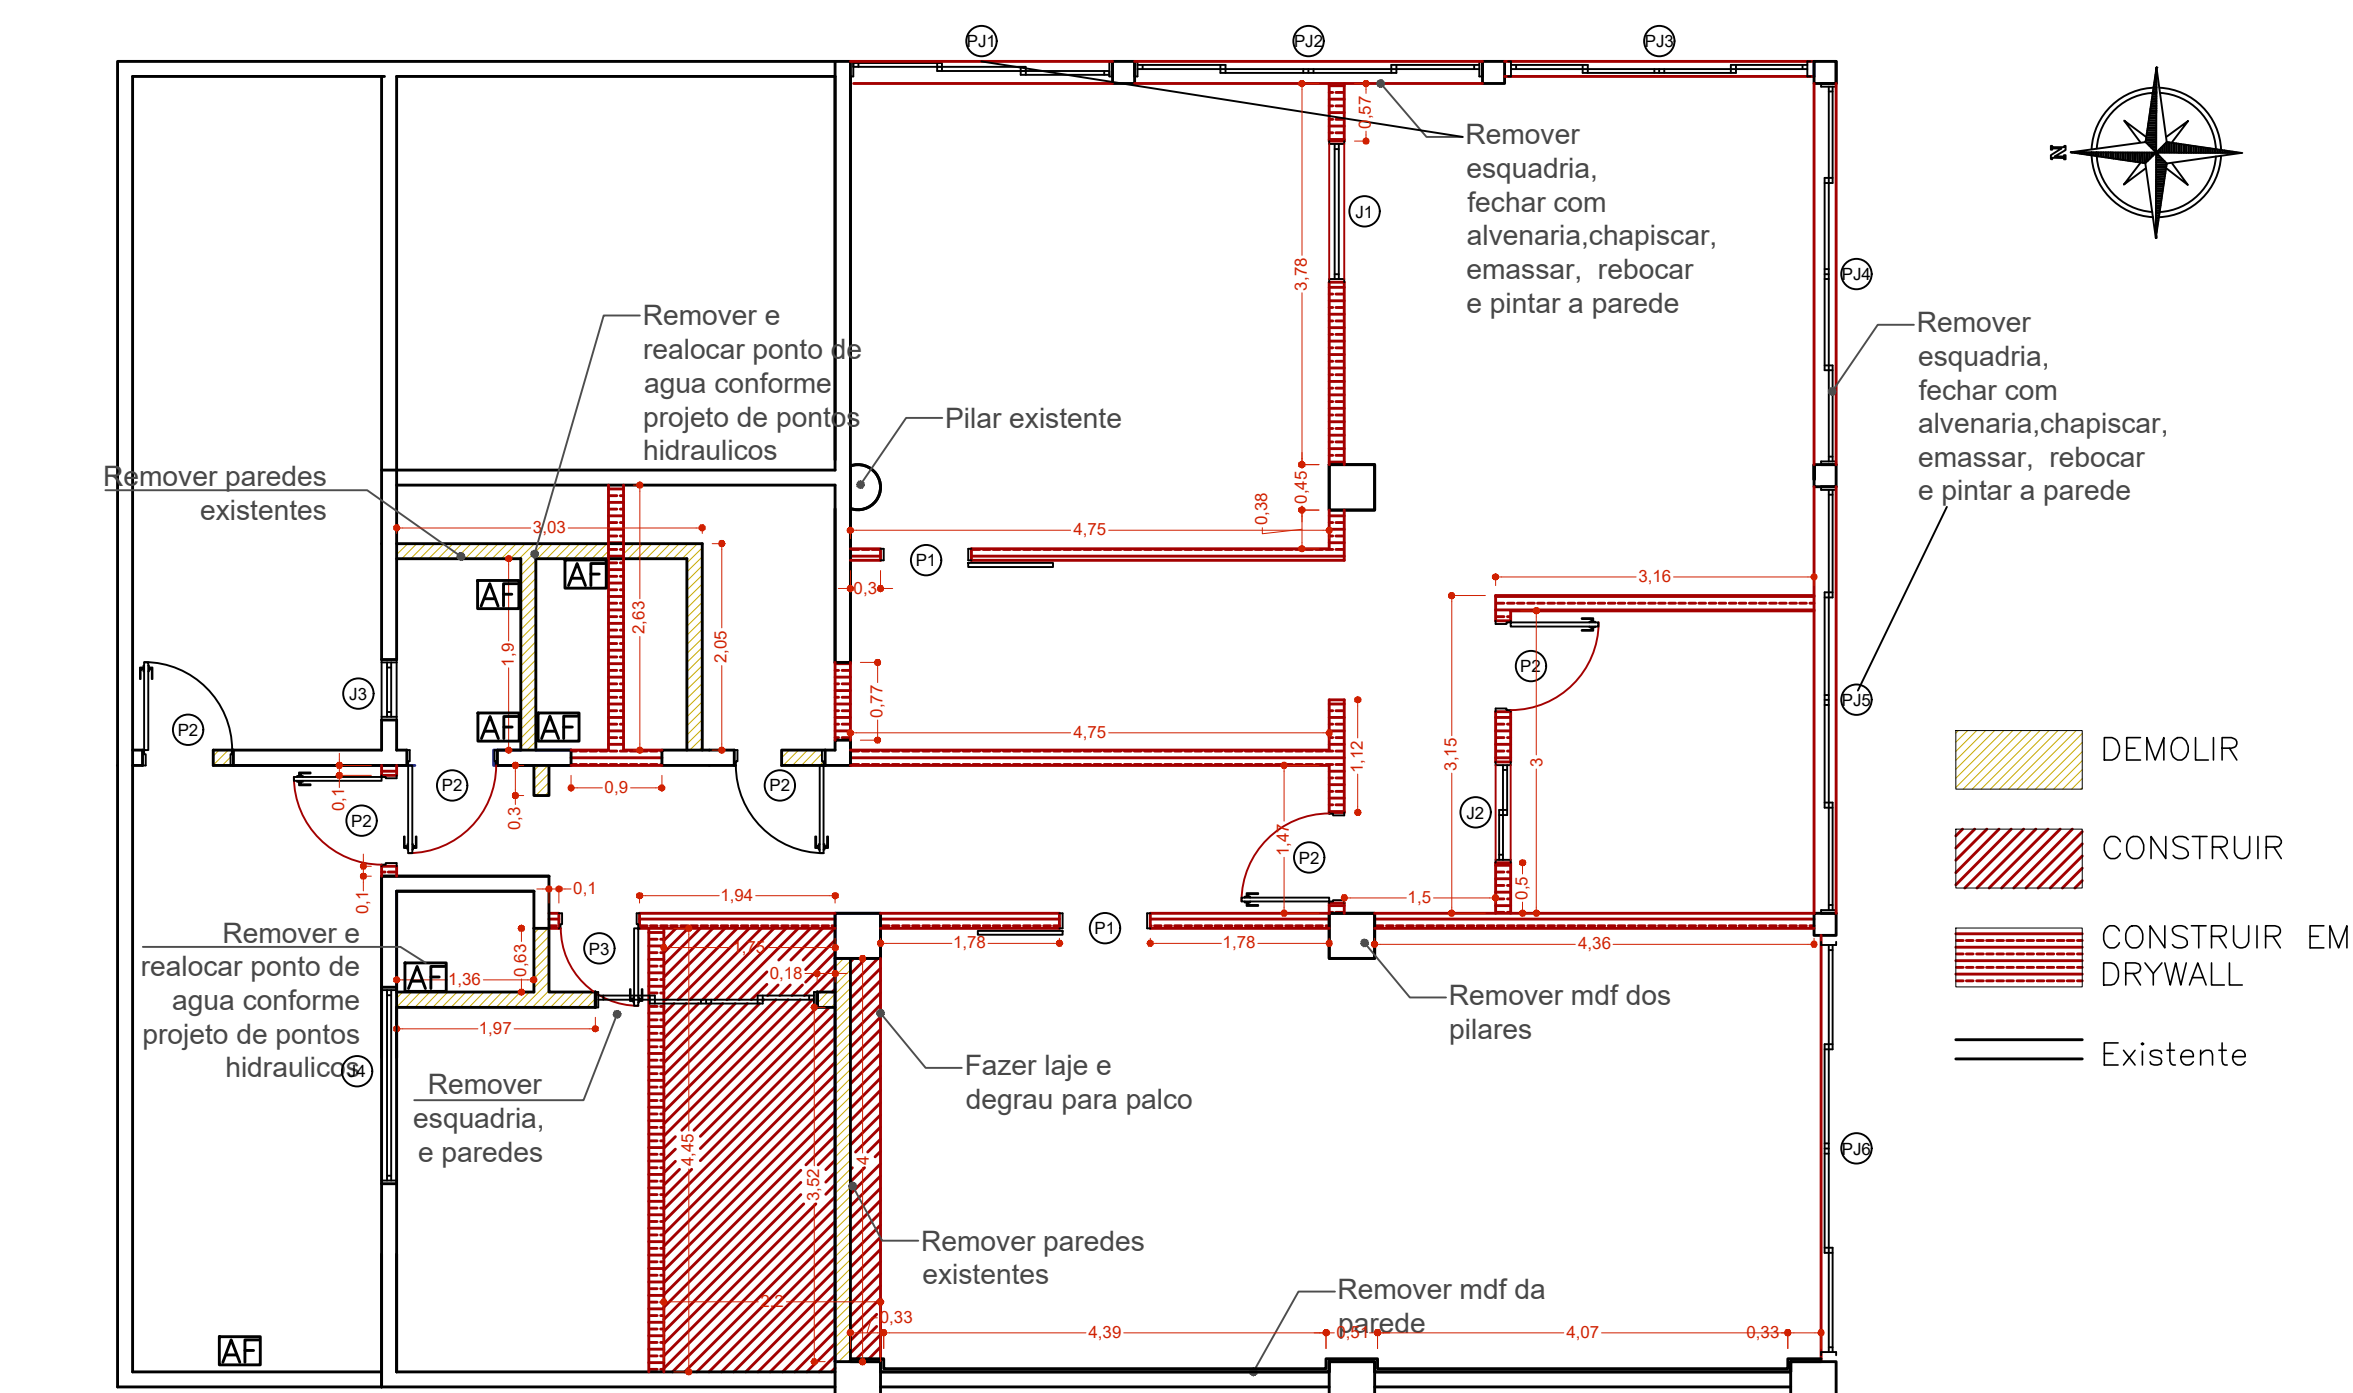 PJ1
PJ2
PJ3
Remover
esquadria,
fechar com
alvenaria,chapiscar,
emassar, rebocar
e pintar a parede
0,57
J1
3,78
N
PJ4
Remover
esquadria,
fechar com
alvenaria,chapiscar,
emassar, rebocar
e pintar a parede
Remover e
realocar ponto de
agua conforme
projeto de pontos
hidraulicos
Pilar existente
Remover paredes
existentes
3,03
0,45
0,38
4,75
P1
0,3
AF
AF
1,9
2,63
2,05
3,16
P2
J3
P2
AF
AF
0,77
4,75
1,12
3,15
3
PJ5
DEMOLIR
P2
P2
P2
0,1
0,3
0,9
1,47
P2
J2
CONSTRUIR
0,1
0,1
1,94
1,5
0,5
P1
Remover e
realocar ponto de
agua conforme
projeto de pontos
hidraulicos
AF
1,36
0,63
P3
1,75
0,18
1,78
1,78
4,36
CONSTRUIR EM
DRYWALL
1,97
Remover mdf dos
pilares
Existente
J4
Remover
esquadria,
e paredes
Fazer laje e
degrau para palco
4,45
3,52
4
PJ6
Remover paredes
existentes
2,2
0,33
Remover mdf da
parede
4,39
0,51
4,07
0,33
AF